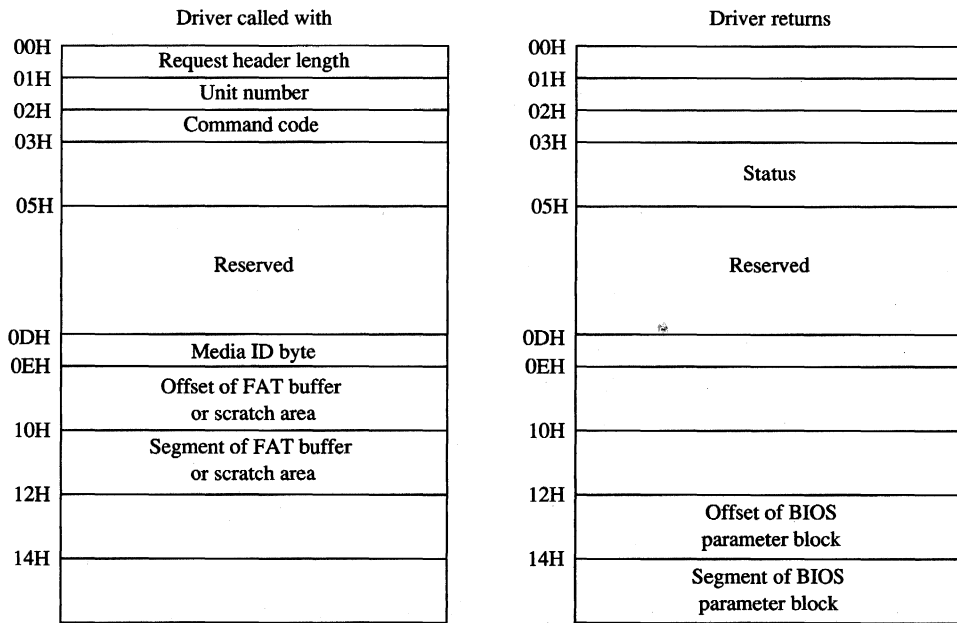 Driver called with
00H
Request header length
01H
Unit number
02H
Command code
03H
05H
Reserved
0DH
Media ID byte
0EH
Offset of FAT buffer
or scratch area
10H
Segment of FAT buffer
or scratch area
12H
14H
Driver returns
00H
01H
02H
03H
Status
05H
Reserved
0DH
0EH
10H
12H
Offset of BIOS
parameter block
14H
Segment of BIOS
parameter block